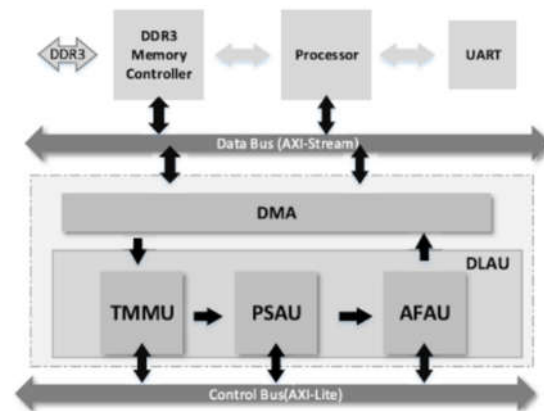 DDR3
DDR3
Memory
Controller
Processor
UART
Data Bus (AXI-Stream)
DMA
DLAU
TMMU
PSAU
AFAU
Control Bus(AXI-Lite)